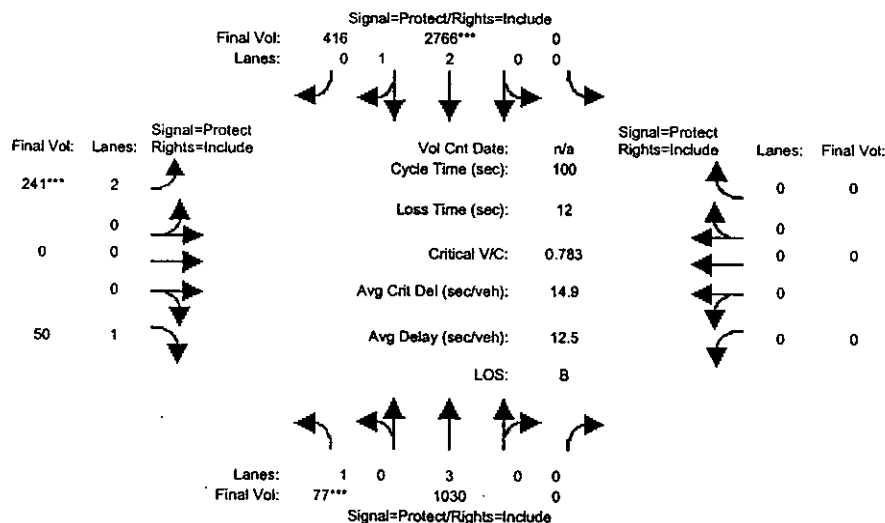 Signal=Protect/Rights=Include
Final Vol: 416 2766*** 0
Lanes: 0 1 2 0 0
Signal=Protect
Final Vol: Lanes: Rights=Include
Vol Cnt Date: n/a
Signal=Protect
Rights=Include Lanes: Final Vol:
Cycle Time (sec): 100
241*** 2
0 0
Loss Time (sec): 12
0
0
0 0
Critical V/C: 0.783
0 0
0
Avg Crit Del (sec/veh): 14.9
0
50 1
Avg Delay (sec/veh): 12.5
0 0
LOS: B
Lanes: 1 0 3 0 0
Final Vol: 77*** 1030 0
Signal=Protect/Rights=Include